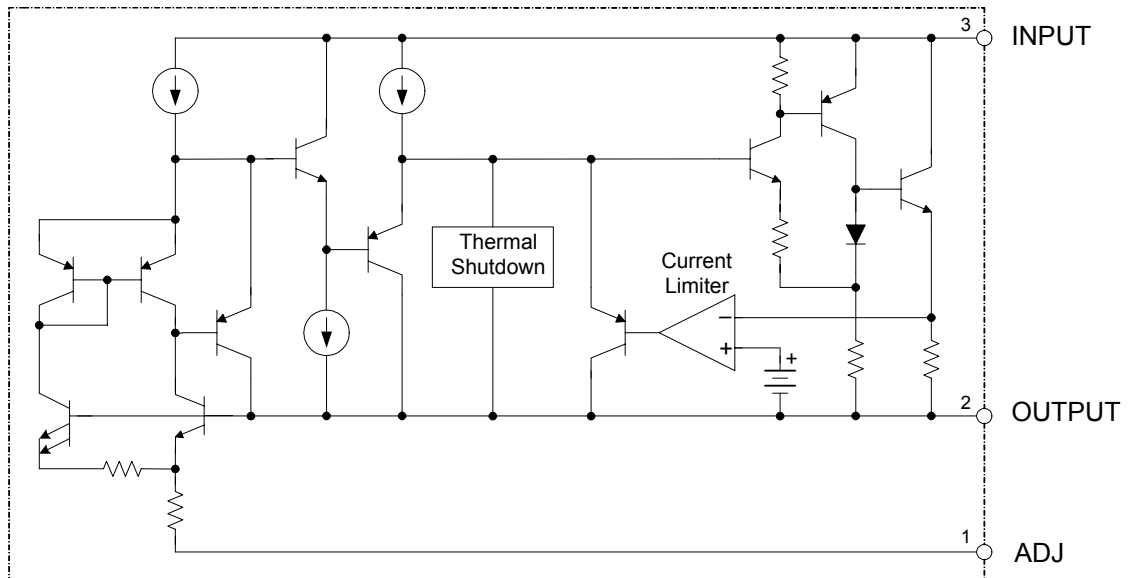 3
INPUT
Thermal
Shutdown
Current
Limiter
−
+
+
2
OUTPUT
1
ADJ